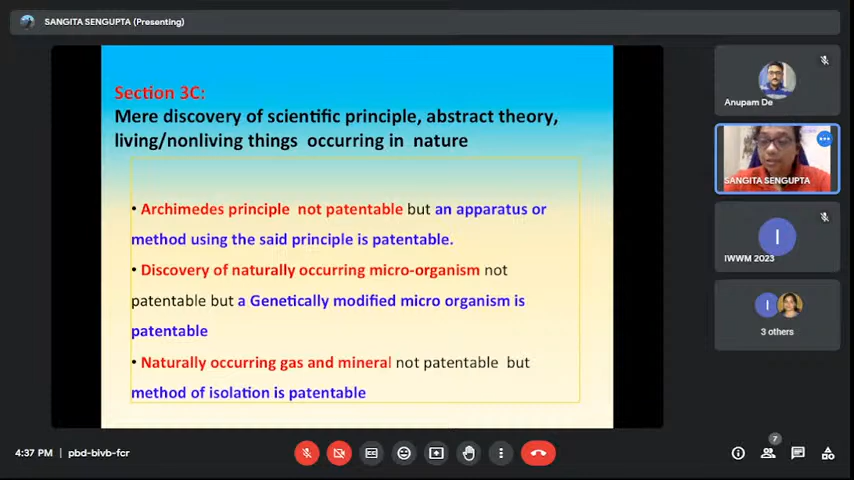 SANGITA SENGUPTA (Presenting)
Section 3C:
Mere discovery of scientific principle, abstract theory,
living/nonliving things occurring in nature
• Archimedes principle not patentable but an apparatus or
method using the said principle is patentable.
• Discovery of naturally occurring micro-organism not
patentable but a Genetically modified micro organism is
patentable
• Naturally occurring gas and mineral not patentable but
method of isolation is patentable
Anupam De
SANGITA SENGUPTA
I
IWWM 2023
I
3 others
4:37 PM | pbd-bivb-fcr
7